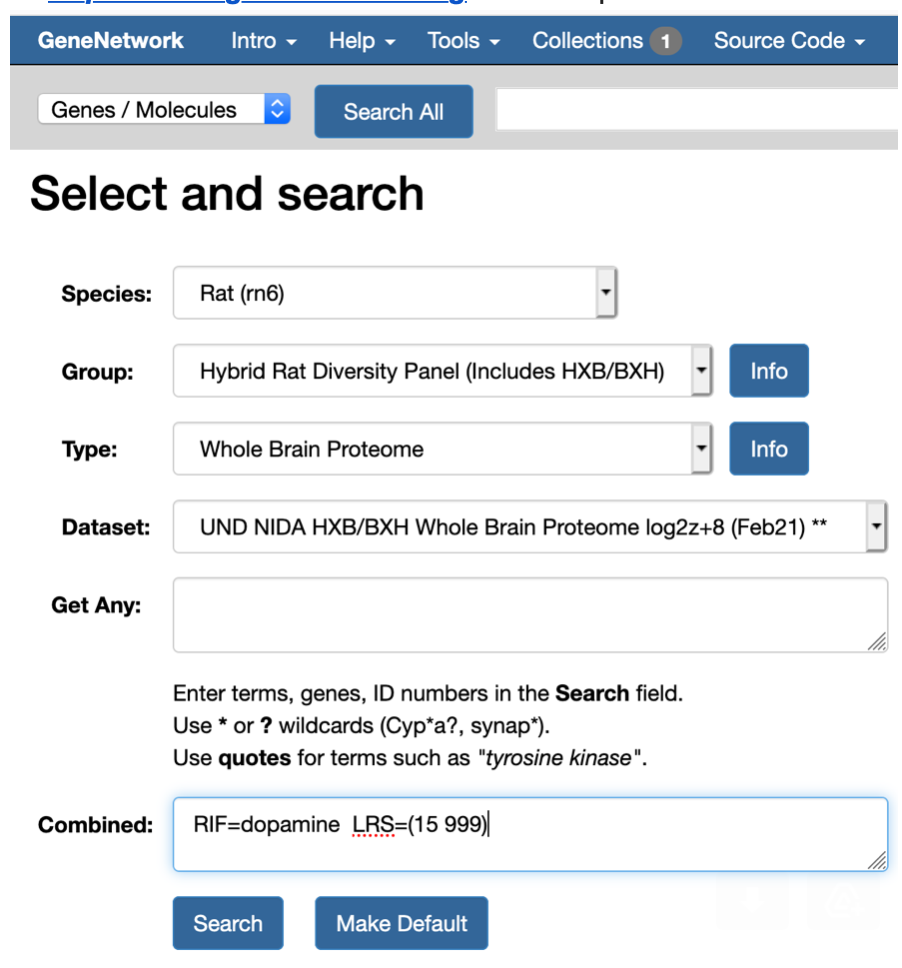 GeneNetwork Intro Help Tools Collections 1 Source Code
Genes / Molecules Search All
Select and search
Species: Rat (rn6)
Group: Hybrid Rat Diversity Panel (Includes HXB/BXH) Info
Type: Whole Brain Proteome Info
Dataset: UND NIDA HXB/BXH Whole Brain Proteome log2z+8 (Feb21) **
Get Any:
Enter terms, genes, ID numbers in the Search field.
Use * or ? wildcards (Cyp*a?, synap*).
Use quotes for terms such as "tyrosine kinase".
Combined: RIF=dopamine LRS=(15 999)
Search Make Default